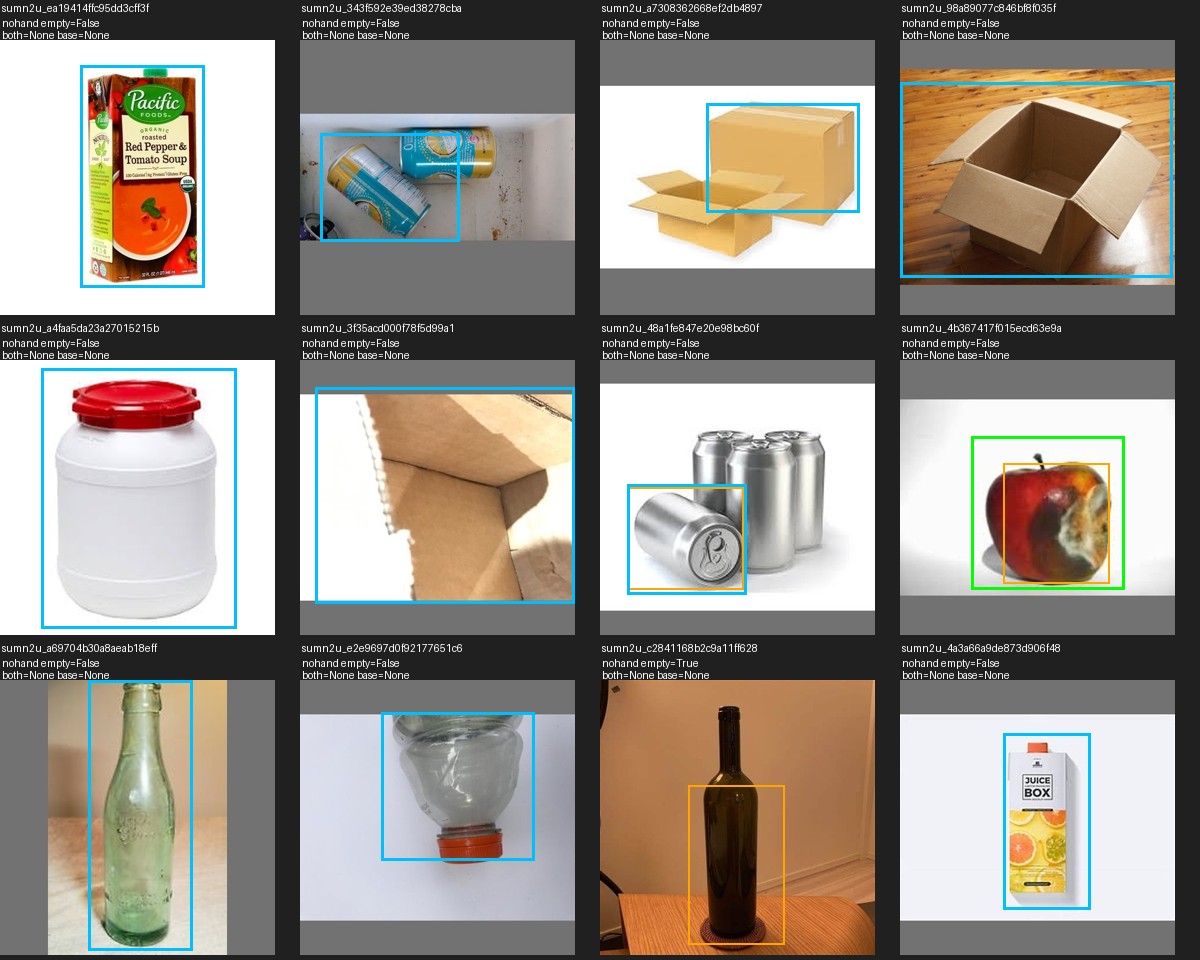 sumn2u_ea19414ffc95dd3cff3f
nohand empty=False
both=None base=None
sumn2u_343f592e39ed38278cba
nohand empty=False
both=None base=None
sumn2u_a7308362668ef2db4897
nohand empty=False
both=None base=None
sumn2u_98a89077c846bf8f035f
nohand empty=False
both=None base=None
Pacific
FOODS
ORGANIC
roasted
Red Pepper &
Tomato Soup
sumn2u_a4faa5da23a27015215b
nohand empty=False
both=None base=None
sumn2u_3f35acd000f78f5d99a1
nohand empty=False
both=None base=None
sumn2u_48a1fe847e20e98bc60f
nohand empty=False
both=None base=None
sumn2u_4b367417f015ecd63e9a
nohand empty=False
both=None base=None
sumn2u_a69704b30a8aeab18eff
nohand empty=False
both=None base=None
sumn2u_e2e9697d0f92177651c6
nohand empty=False
both=None base=None
sumn2u_c2841168b2c9a11ff628
nohand empty=True
both=None base=None
sumn2u_4a3a66a9de873d906f48
nohand empty=False
both=None base=None
JUICE
BOX